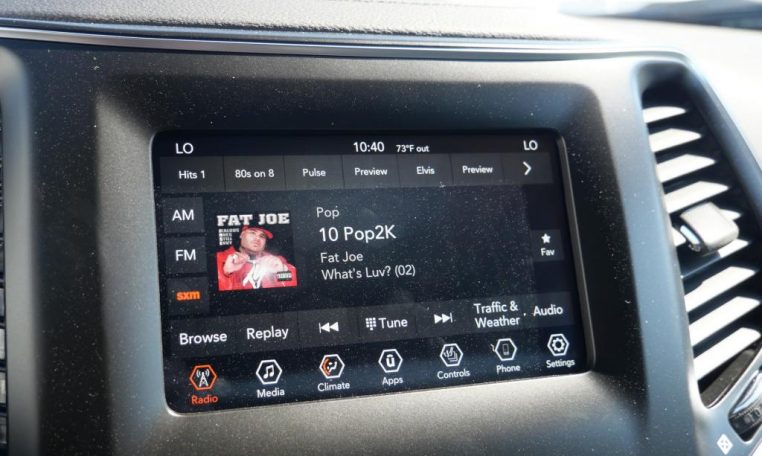 LO 10:40 73°F out LO
Hits 1 80s on 8 Pulse Preview Elvis Preview
AM
FM
sxm
FAT JOE
Pop
10 Pop2K
Fat Joe
What's Luv? (02)
Fav
Browse Replay Tune Traffic & Weather Audio
Radio Media Climate Apps Controls Phone Settings